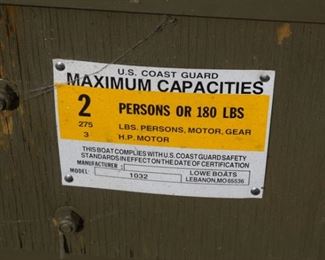 U.S. COAST GUARD
MAXIMUM CAPACITIES
2 PERSONS OR 180 LBS
275 LBS. PERSONS, MOTOR, GEAR
3 H.P. MOTOR
THIS BOAT COMPLIES WITH U.S. COAST GUARD SAFETY
STANDARDS IN EFFECT ON THE DATE OF CERTIFICATION
MANUFACTURER: LOWE BOATS
MODEL: 1032 LEBANON, MO 65536